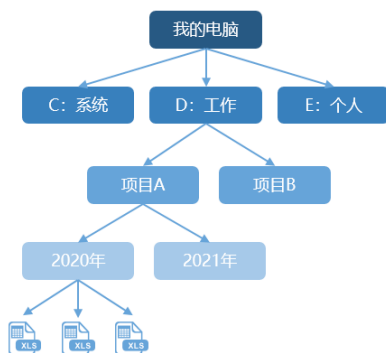 我的电脑
C：系统
D：工作
E：个人
项目A
项目B
2020年
2021年
XLS
XLS
XLS